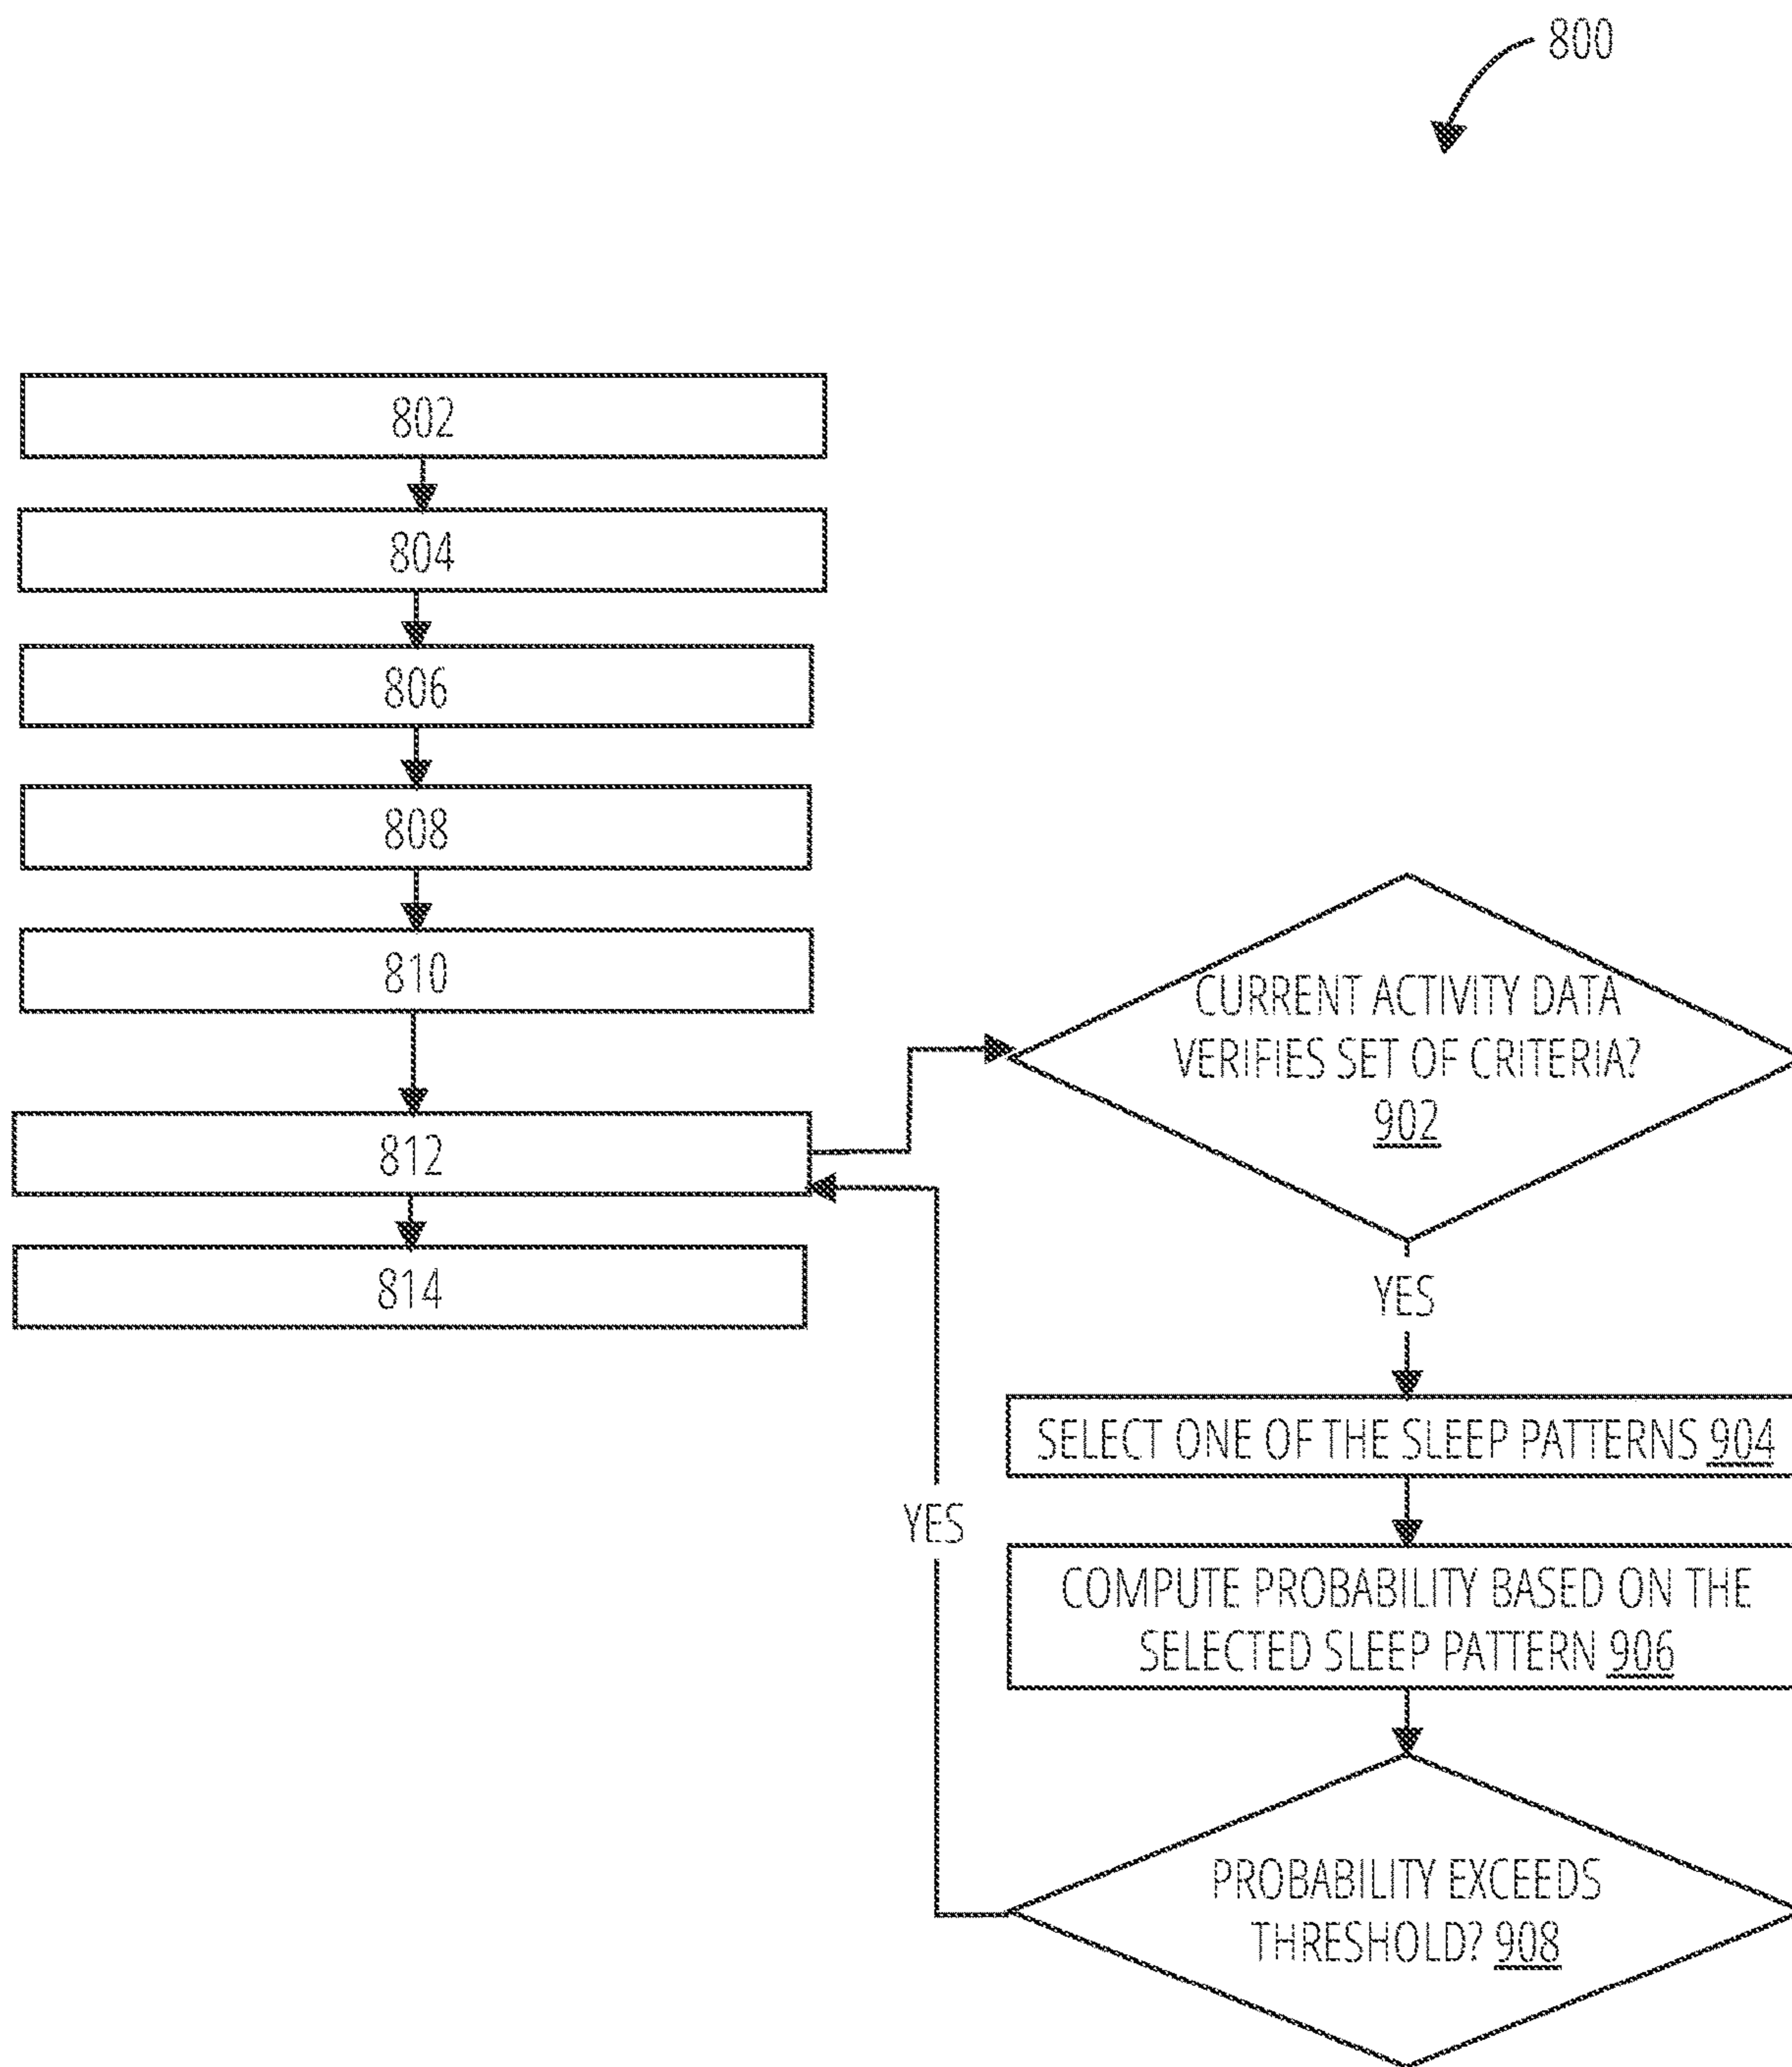 800
802
804
806
808
810
812
814
CURRENT ACTIVITY DATA
VERIFIES SET OF CRITERIA?
902
YES
SELECT ONE OF THE SLEEP PATTERNS 904
COMPUTE PROBABILITY BASED ON THE
SELECTED SLEEP PATTERN 906
PROBABILITY EXCEEDS
THRESHOLD? 908
YES